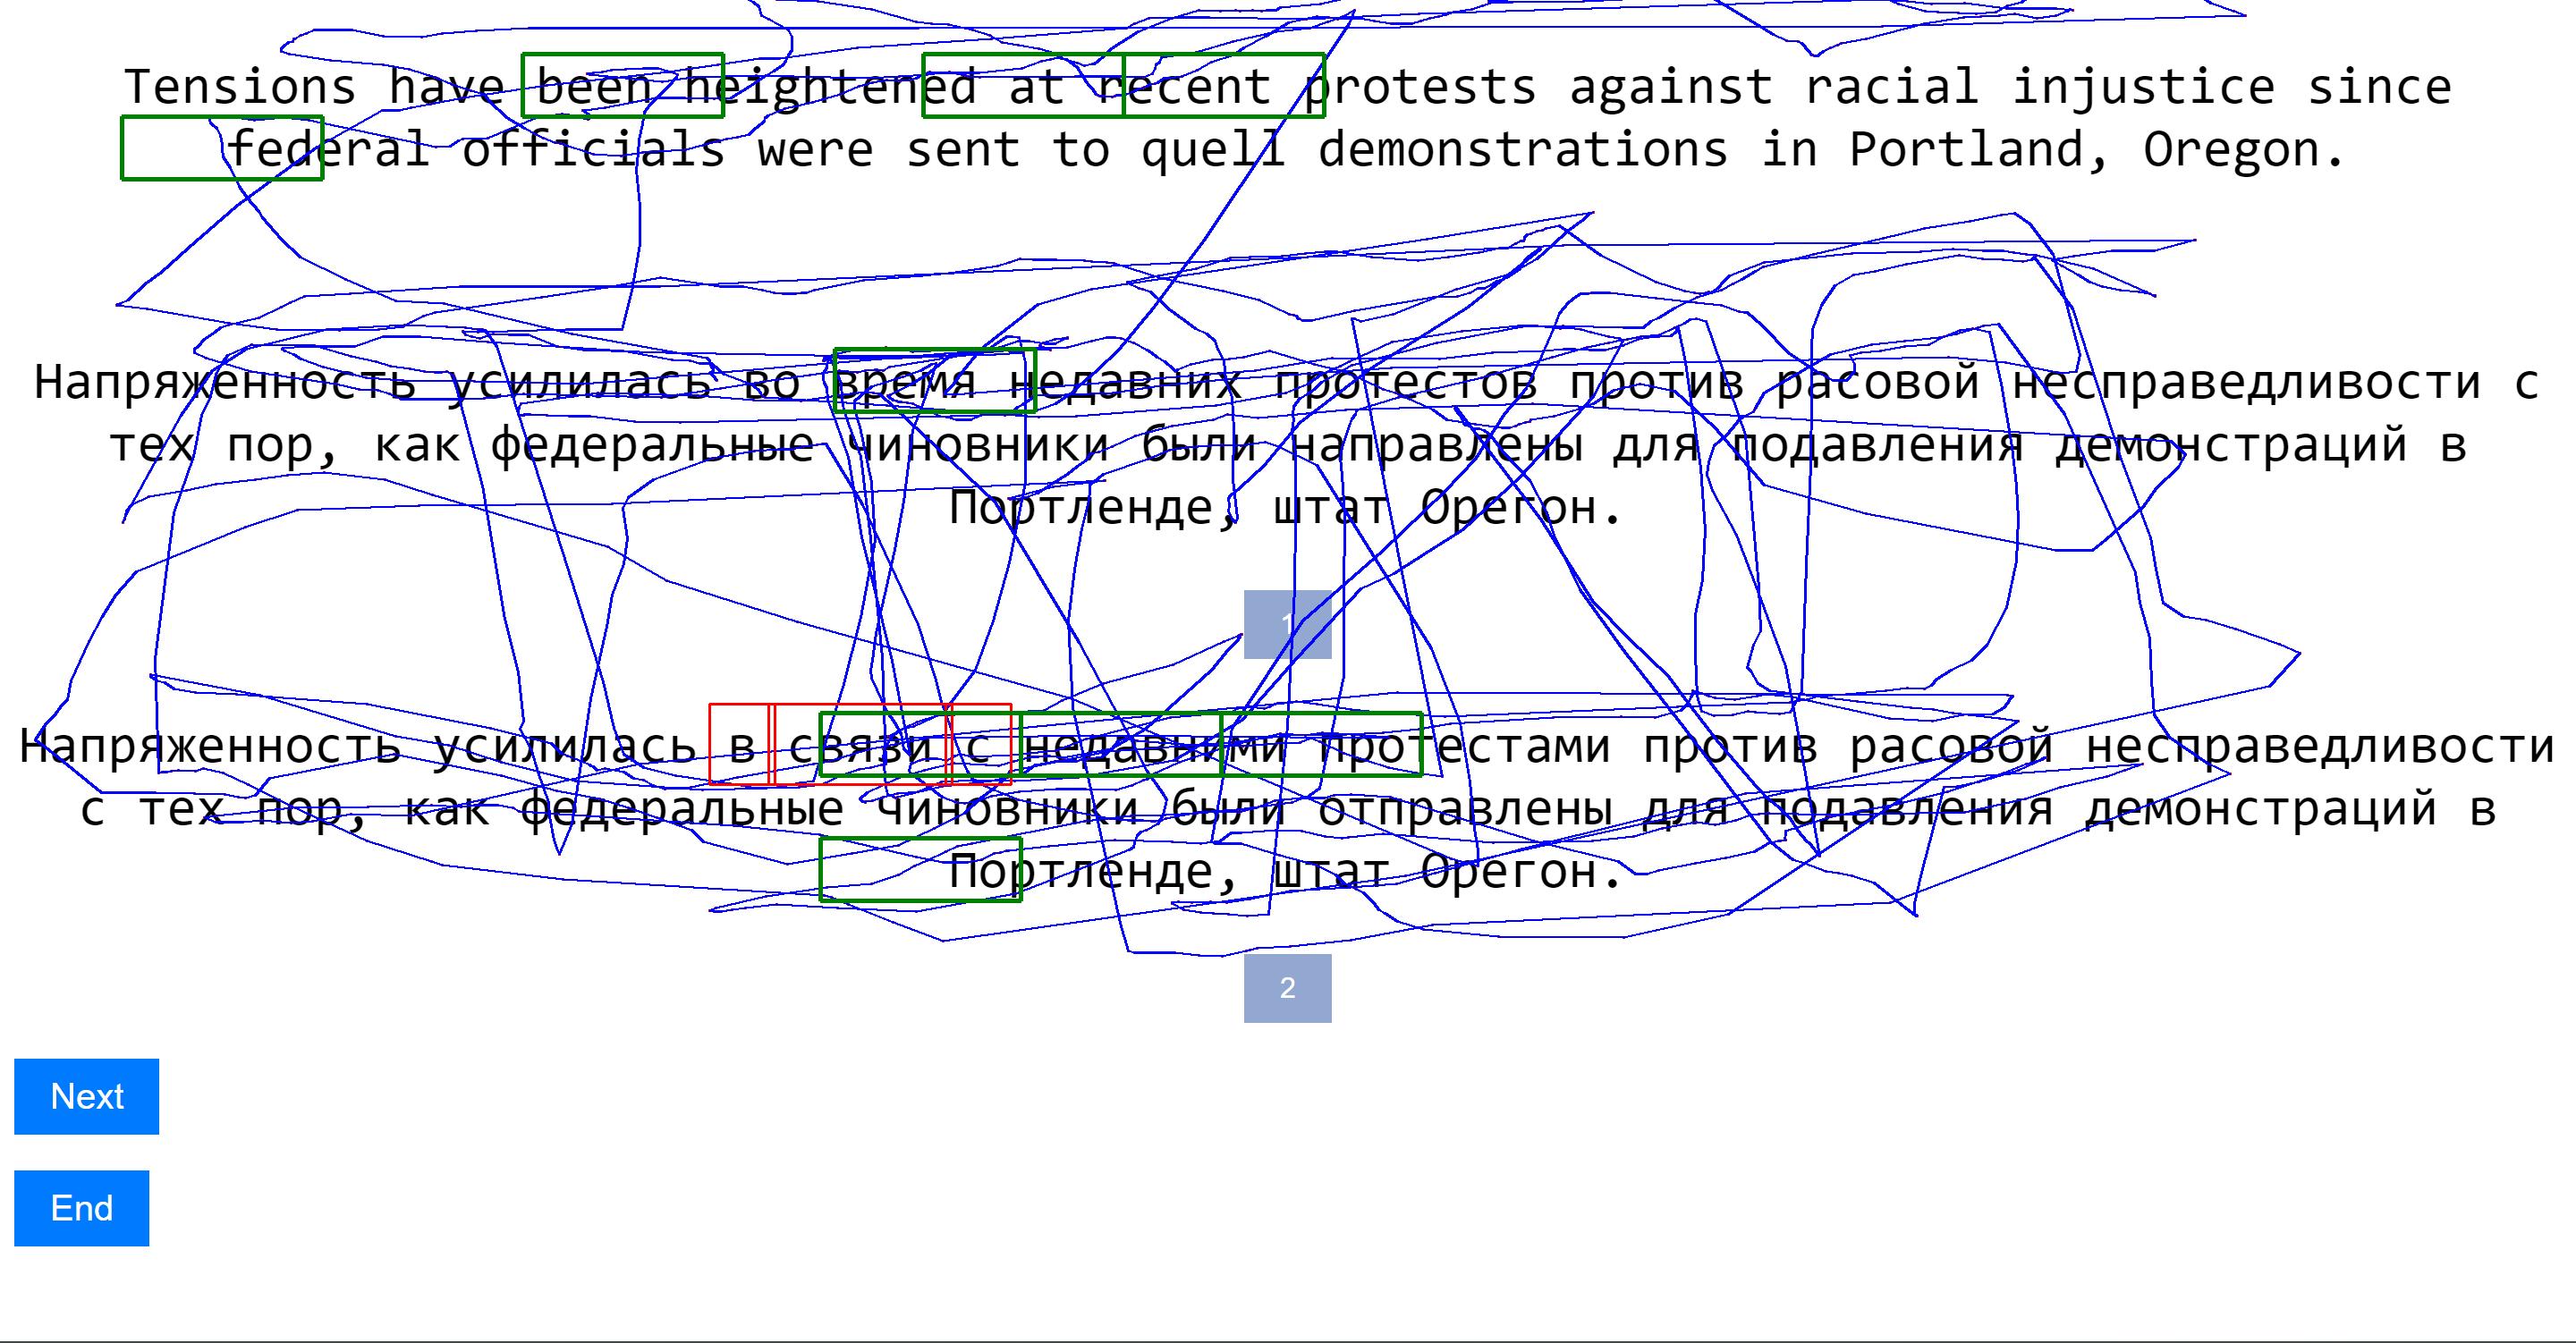 Tensions have been heightened at recent protests against racial injustice since
federal officials were sent to quell demonstrations in Portland, Oregon.
Напряженность усилилась во время недавних протестов против расовой несправедливости с
тех пор, как федеральные чиновники были направлены для подавления демонстраций в
Портленде, штат Орегон.
1
Напряженность усилилась в связи с недавними протестами против расовой несправедливости
с тех пор, как федеральные чиновники были отправлены для подавления демонстраций в
Портленде, штат Орегон.
2
Next
End